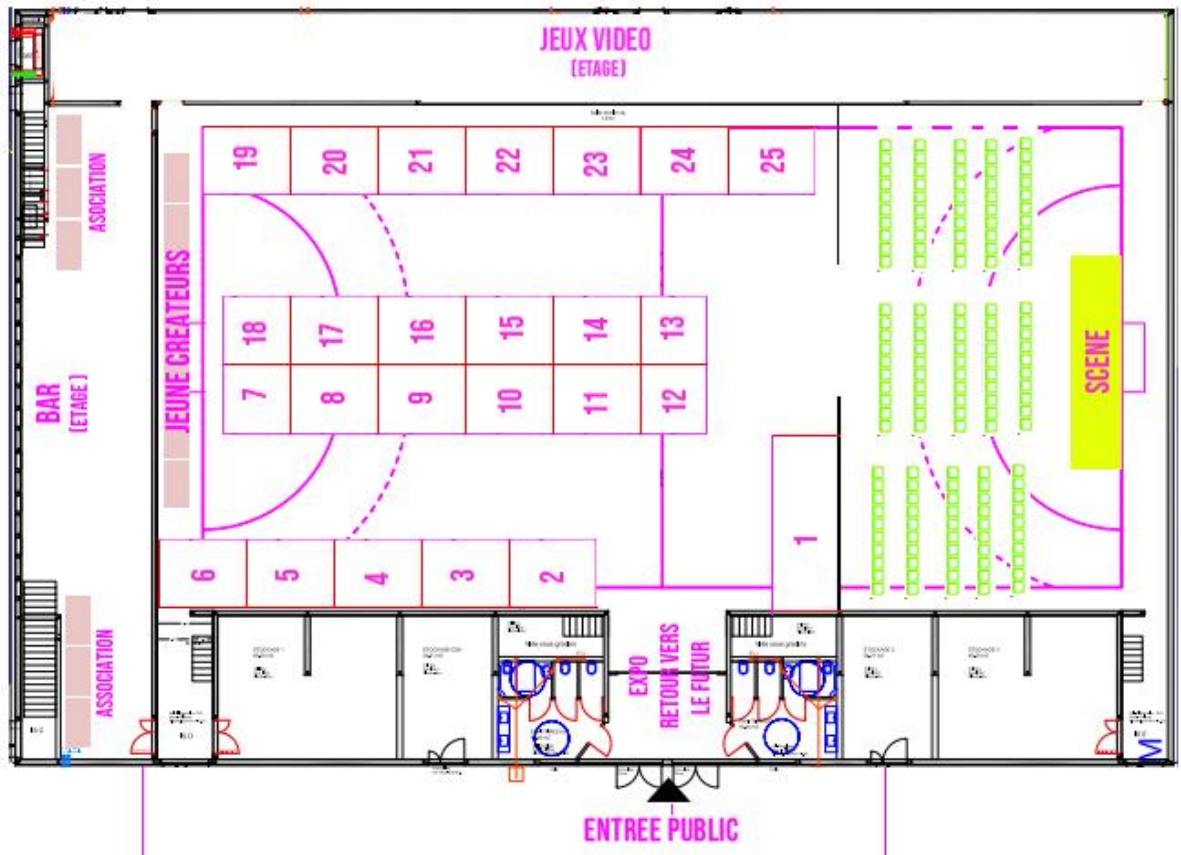 JEUX VIDEO
(ETAGE)
19
20
21
22
23
24
25
ASOCIATION
JEUNE CREATEURS
18
17
16
15
14
13
7
8
9
10
11
12
BAR
(ETAGE)
SCENE
1
6
5
4
3
2
ASSOCIATION
EXPO
RETOUR VERS
LE FUTUR
M
ENTREE PUBLIC